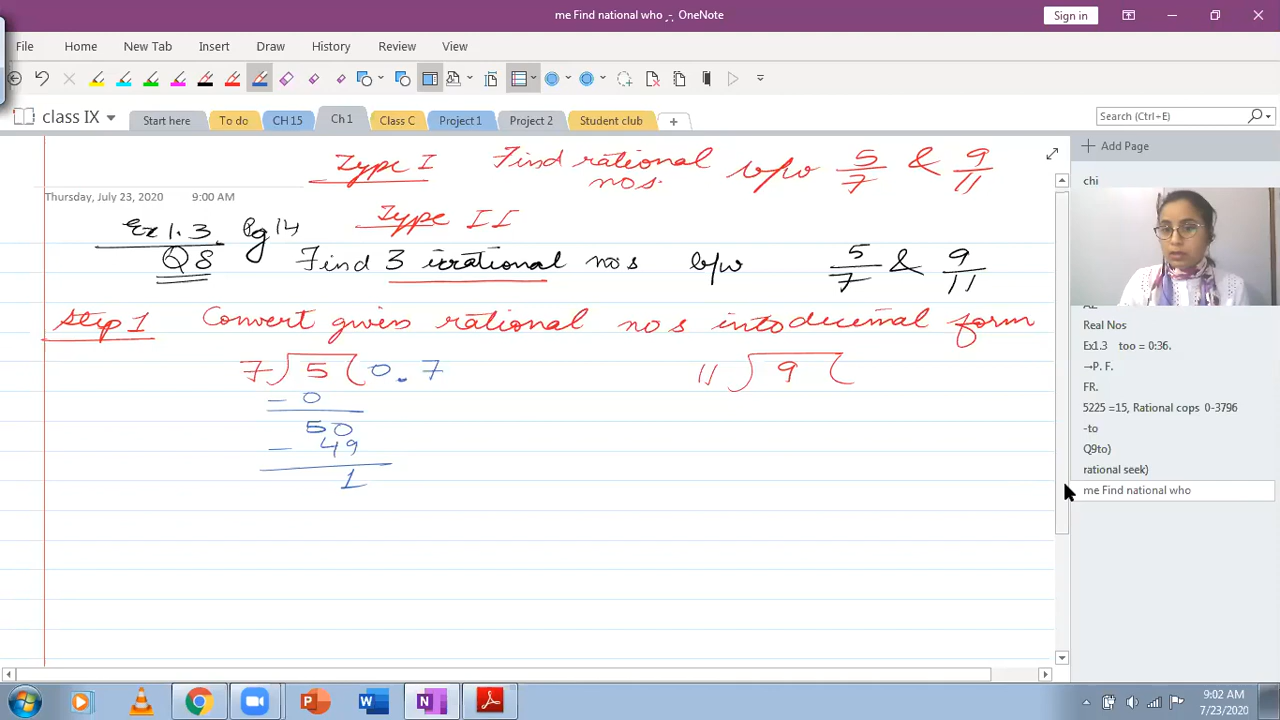 me Find national who - OneNote
Sign in
File Home New Tab Insert Draw History Review View
class IX
Start here To do CH 15 Ch 1 Class C Project 1 Project 2 Student club
Search (Ctrl+E)
Type I Find rational nos. b/w 5/7 & 9/11
Thursday, July 23, 2020 9:00 AM
Type II
Ex 1.3. Pg 14
Q 8 Find 3 irrational nos b/w 5/7 & 9/11
Step 1 Convert given rational nos into decimal form
7 ) 5 ( 0.7
11 ) 9 (
- 0
50
- 49
1
Add Page
chi
Real Nos
Ex1.3 too = 0:36.
→P. F.
FR.
5225 =15, Rational cops 0-3796
-to
Q9to)
rational seek)
me Find national who
9:02 AM
7/23/2020